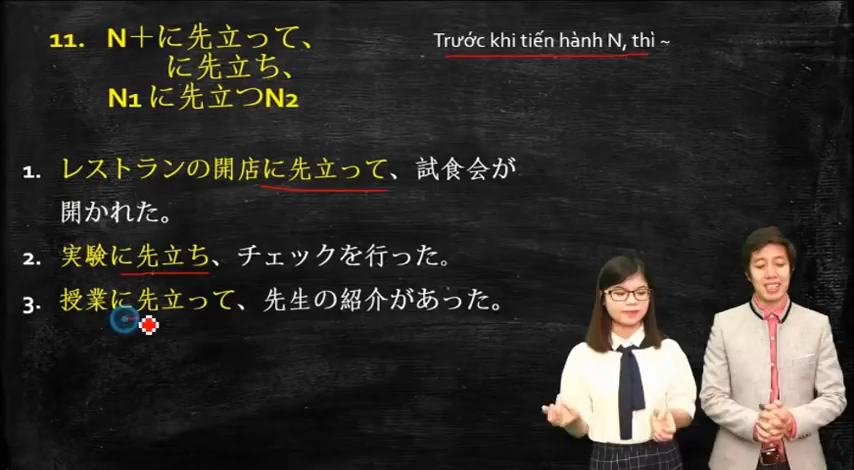 11. N＋に先立って、
に先立ち、
N1 に先立つN2
Trước khi tiến hành N, thì ~
1. レストランの開店に先立って、試食会が
開かれた。
2. 実験に先立ち、チェックを行った。
3. 授業に先立って、先生の紹介があった。